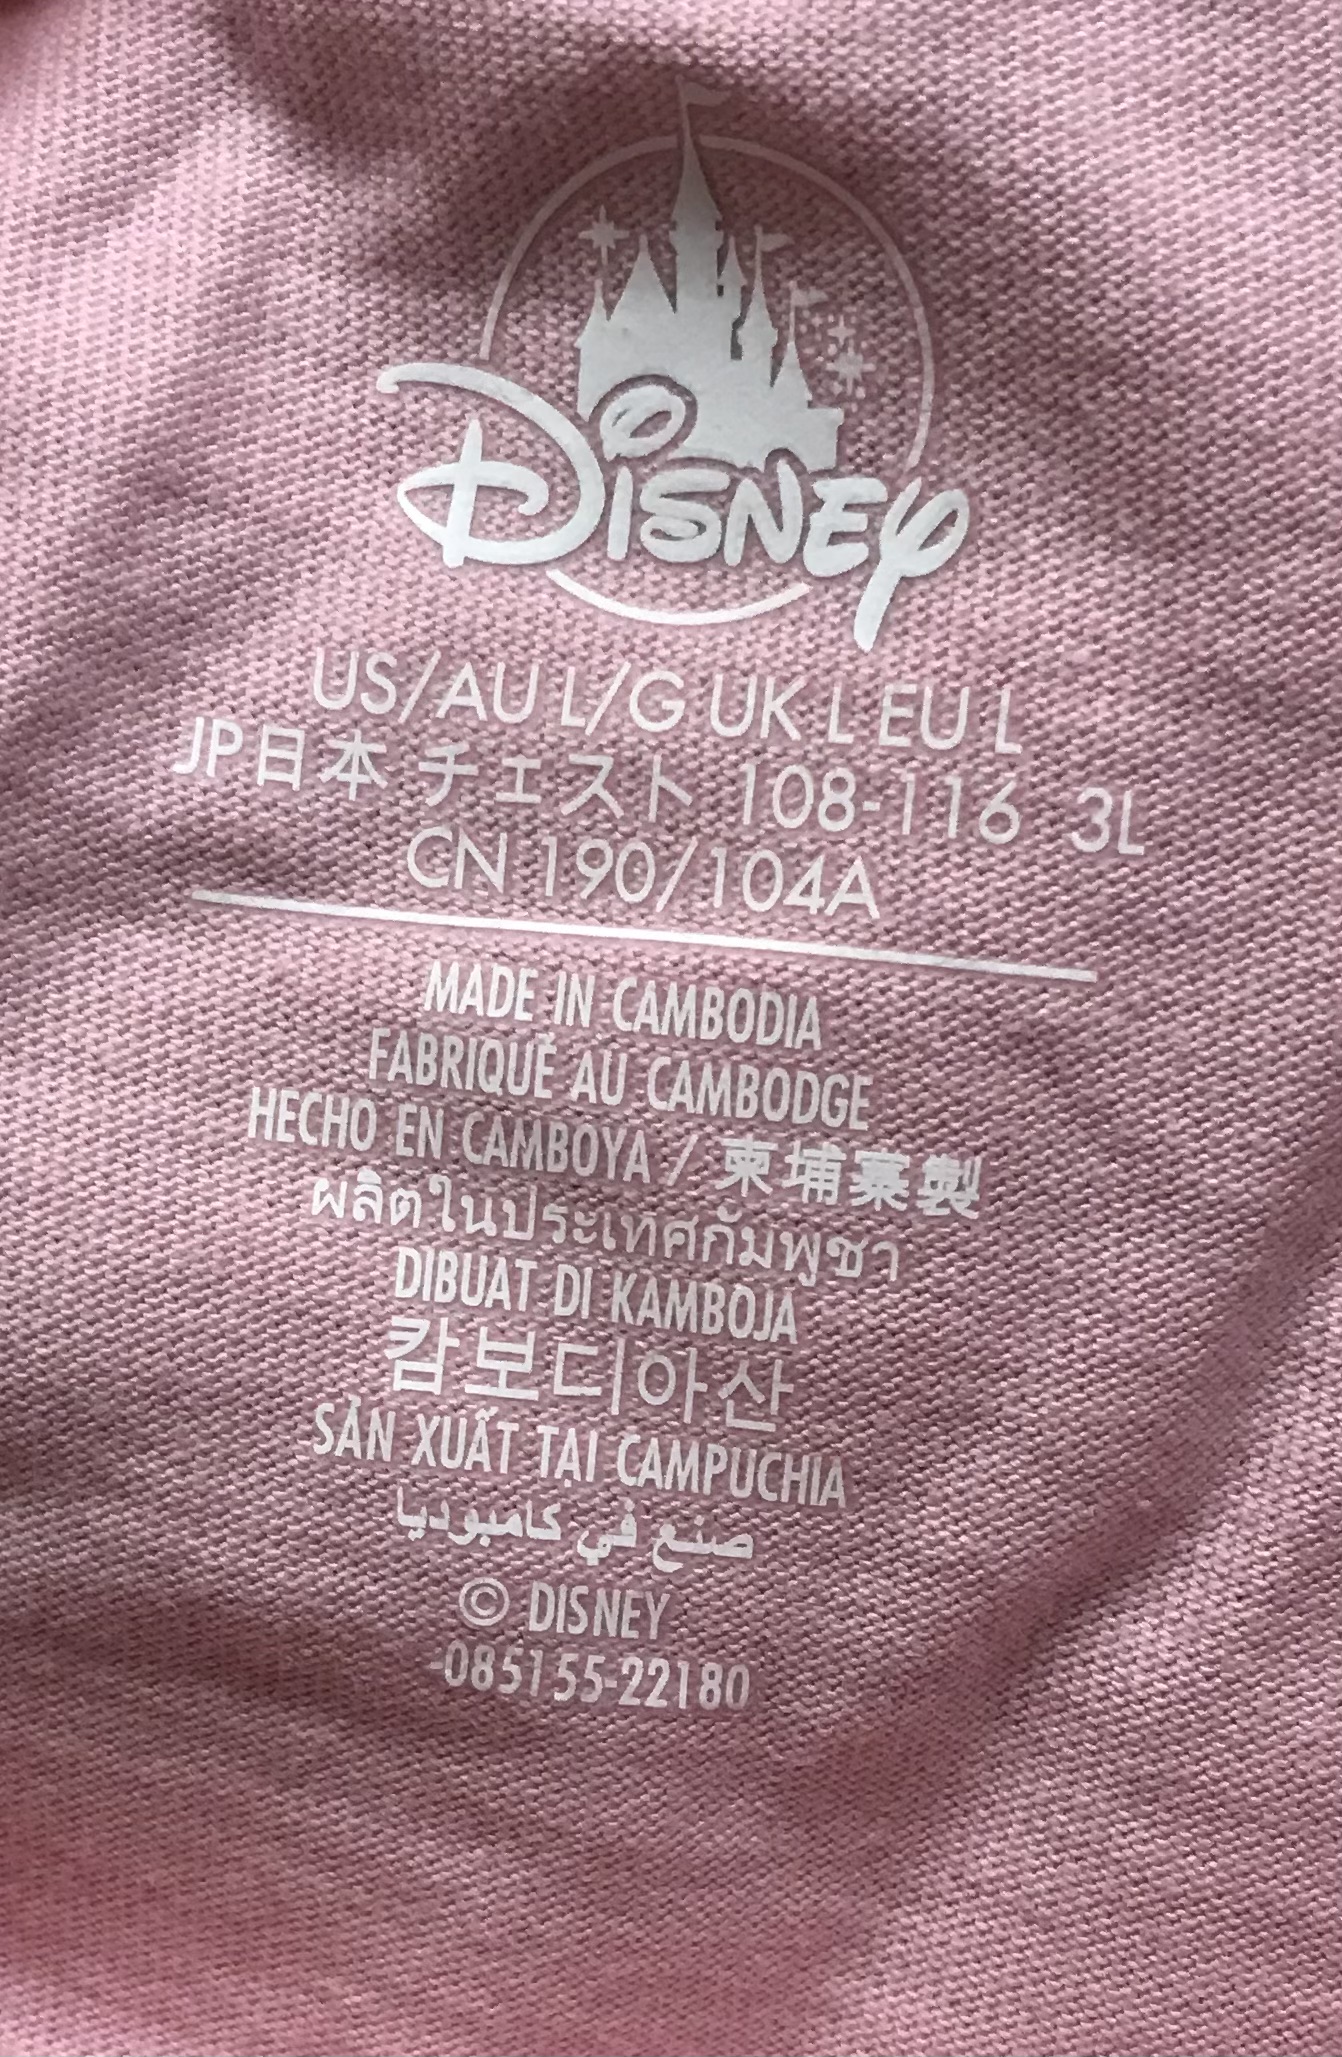 Disney
US/AU L/G UK L EU L
JP日本 チェスト 108-116 3L
CN 190/104A
MADE IN CAMBODIA
FABRIQUÉ AU CAMBODGE
HECHO EN CAMBOYA / 柬埔寨製
ผลิตในประเทศกัมพูชา
DIBUAT DI KAMBOJA
캄보디아산
SẢN XUẤT TẠI CAMPUCHIA
صنع في كامبوديا
© DISNEY
-085155-22180